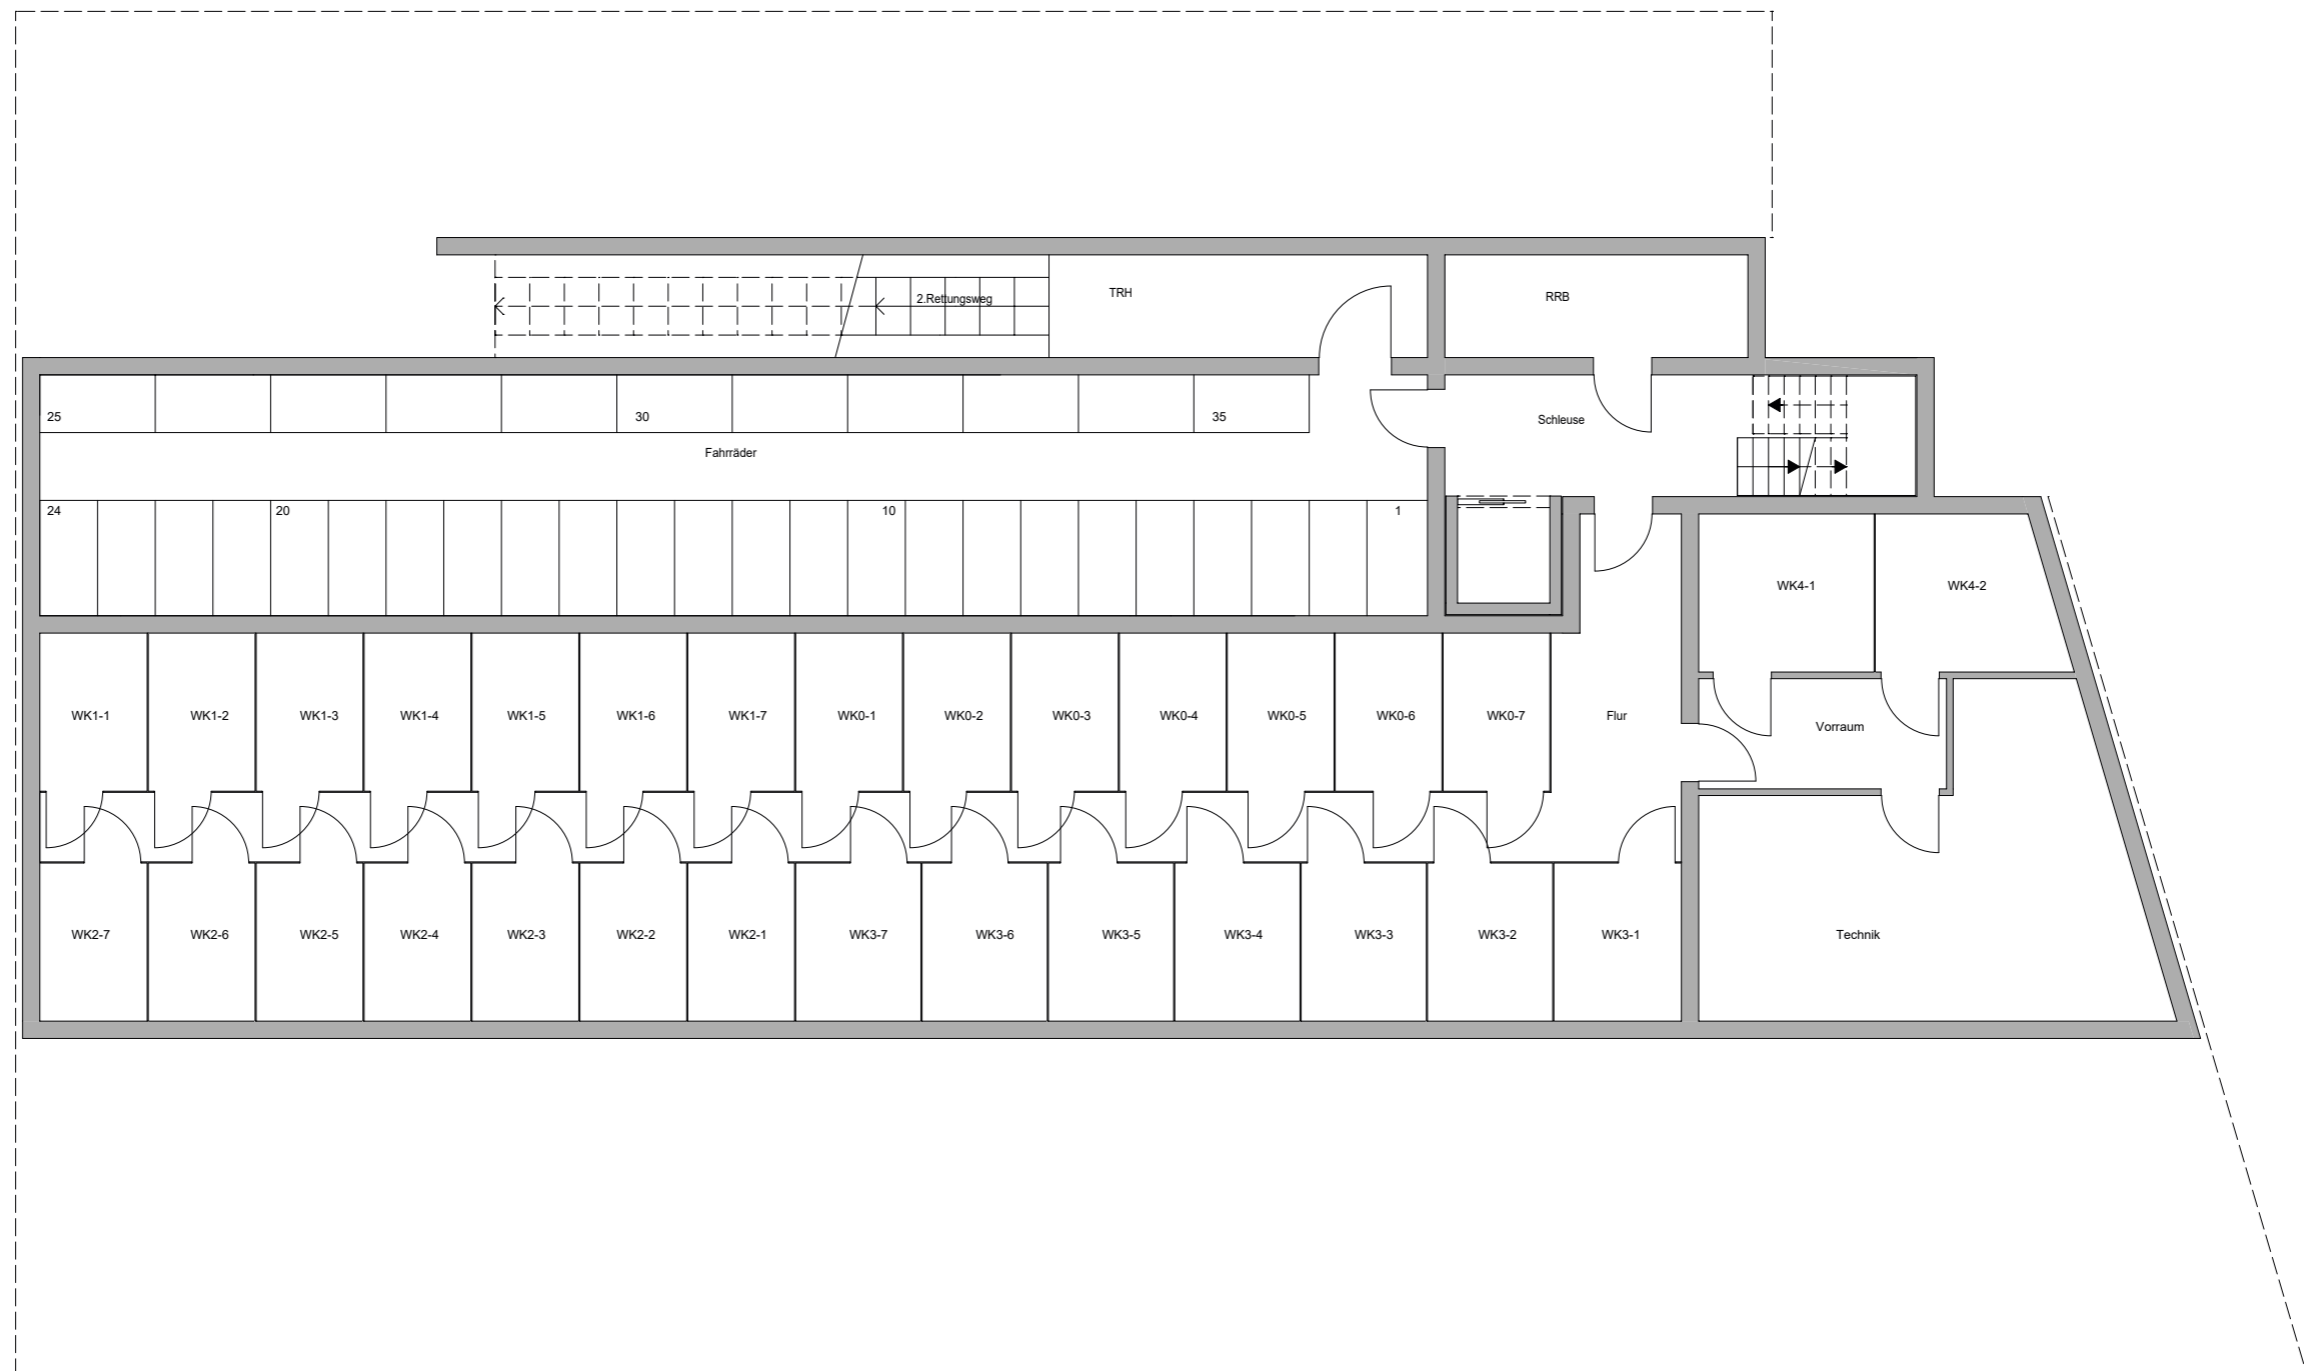 2.Rettungsweg
TRH
RRB
25
30
35
Schleuse
Fahrräder
24
20
10
1
WK4-1
WK4-2
WK1-1
WK1-2
WK1-3
WK1-4
WK1-5
WK1-6
WK1-7
WK0-1
WK0-2
WK0-3
WK0-4
WK0-5
WK0-6
WK0-7
Flur
Vorraum
WK2-7
WK2-6
WK2-5
WK2-4
WK2-3
WK2-2
WK2-1
WK3-7
WK3-6
WK3-5
WK3-4
WK3-3
WK3-2
WK3-1
Technik